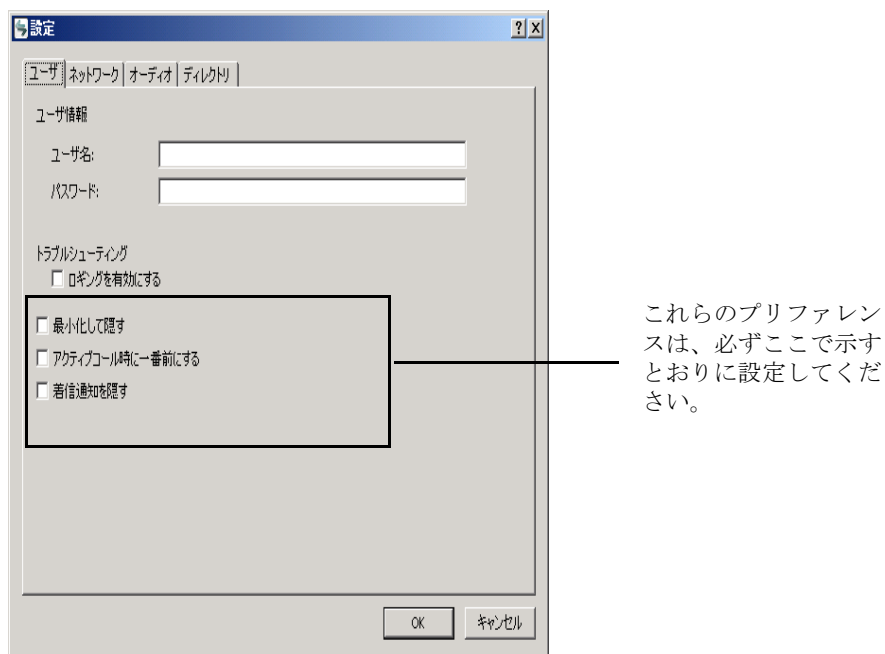 設定
ユーザ ネットワーク オーディオ ディレクトリ
ユーザ情報
ユーザ名:
パスワード:
トラブルシューティング
ロギングを有効にする
最小化して隠す
アクティブコール時に一番前にする
着信通知を隠す
これらのプリファレン
スは、必ずここで示す
とおりに設定してくだ
さい。
OK キャンセル